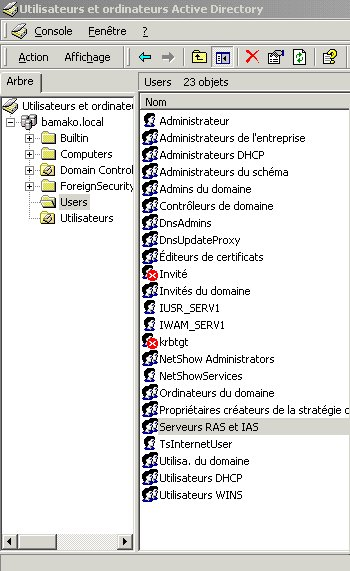 Utilisateurs et ordinateurs Active Directory
Console Fenêtre ?
Action Affichage
Arbre
Users 23 objets
Nom
Utilisateurs et ordinate
bamako.local
Builtin
Computers
Domain Control
ForeignSecurity
Users
Utilisateurs
Administrateur
Administrateurs de l'entreprise
Administrateurs DHCP
Administrateurs du schéma
Admins du domaine
Contrôleurs de domaine
DnsAdmins
DnsUpdateProxy
Éditeurs de certificats
Invité
Invités du domaine
IUSR_SERV1
IWAM_SERV1
krbtgt
NetShow Administrators
NetShowServices
Ordinateurs du domaine
Propriétaires créateurs de la stratégie
Serveurs RAS et IAS
TsInternetUser
Utilisa. du domaine
Utilisateurs DHCP
Utilisateurs WINS